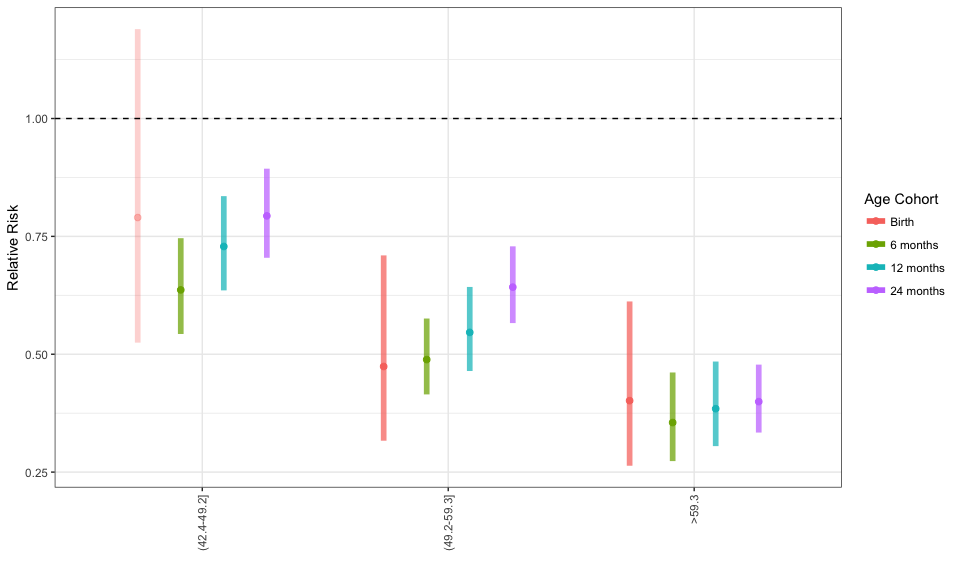 Relative Risk
1.00
0.75
0.50
0.25
(42.4-49.2]
(49.2-59.3]
>59.3
Age Cohort
Birth
6 months
12 months
24 months